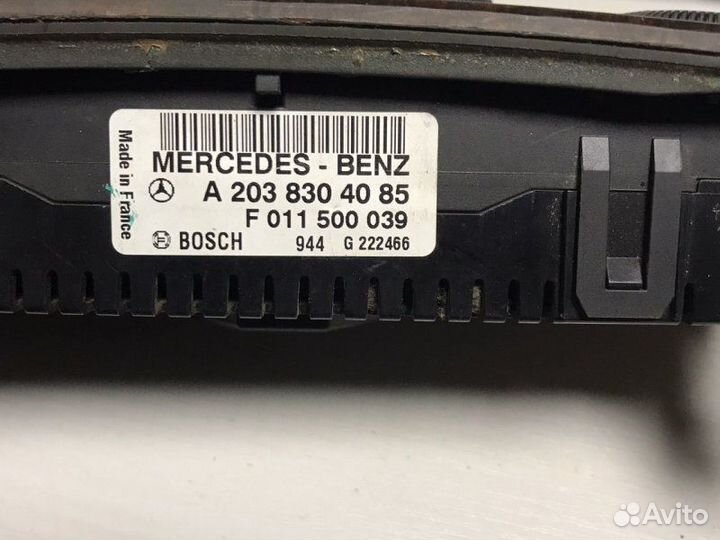 Made in France
MERCEDES - BENZ
A 203 830 40 85
F 011 500 039
BOSCH 944 G 222466
Avito